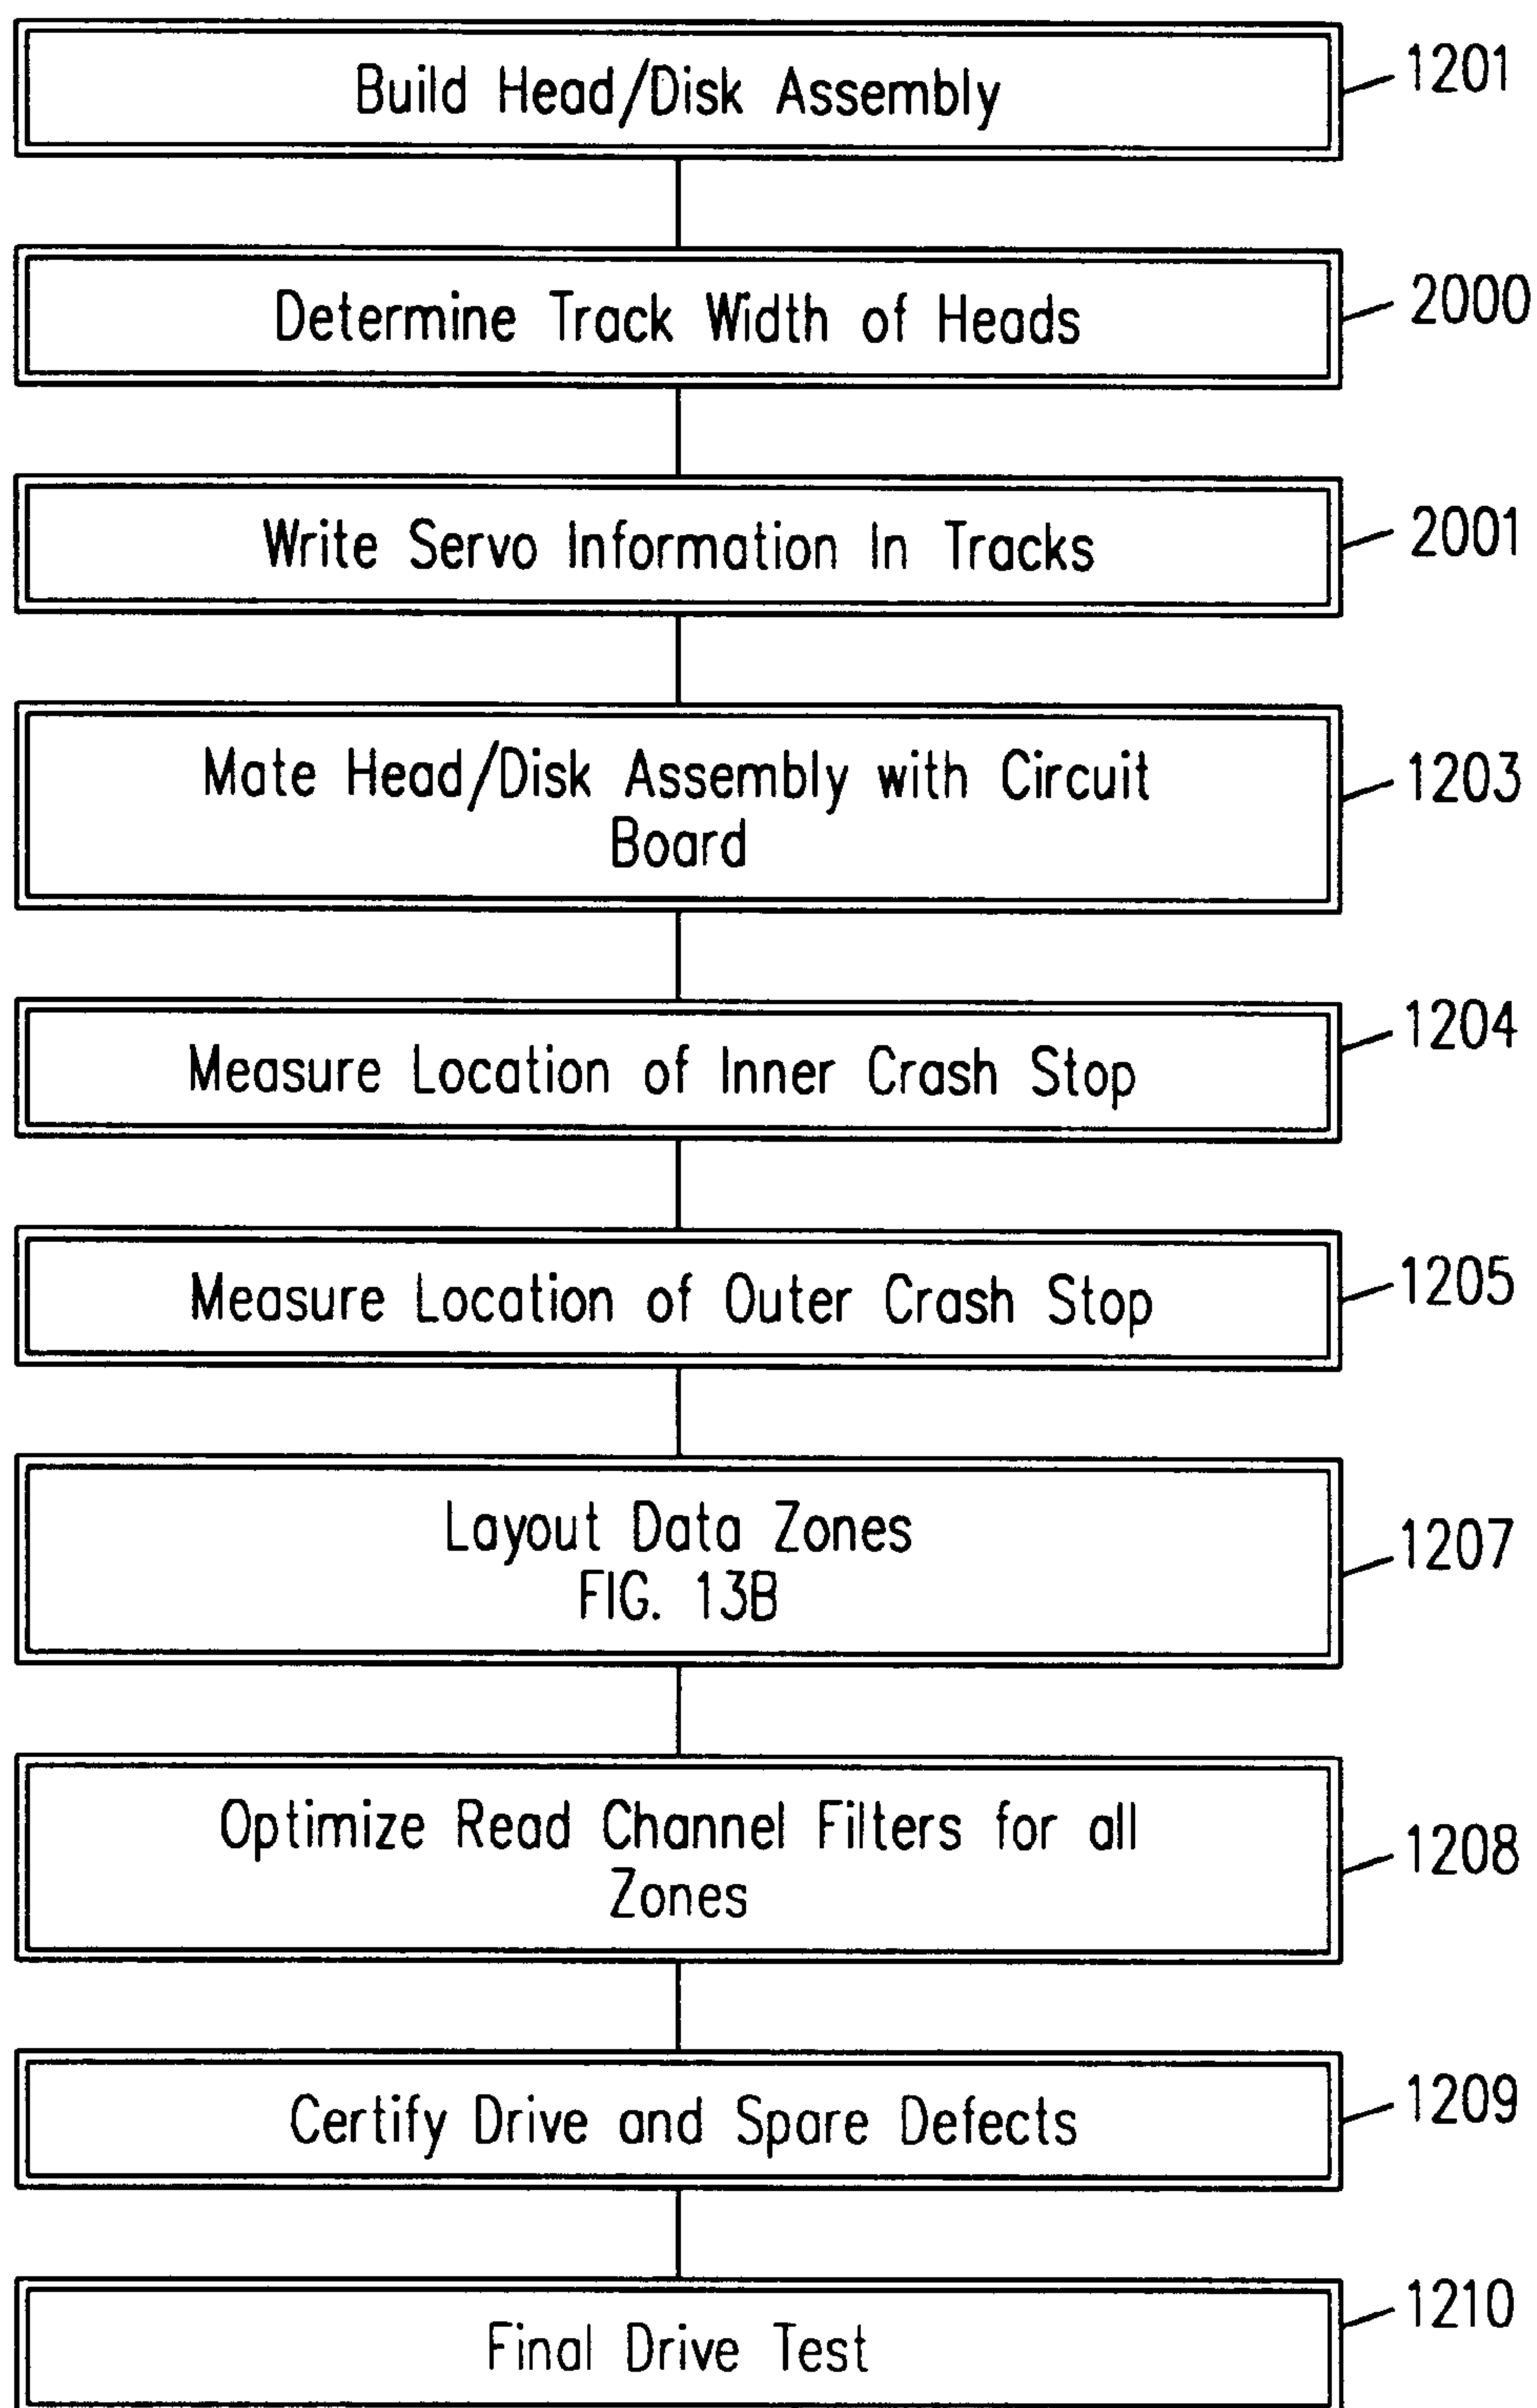 Build Head/Disk Assembly
1201
Determine Track Width of Heads
2000
Write Servo Information In Tracks
2001
Mate Head/Disk Assembly with Circuit
Board
1203
Measure Location of Inner Crash Stop
1204
Measure Location of Outer Crash Stop
1205
Layout Data Zones
FIG. 13B
1207
Optimize Read Channel Filters for all
Zones
1208
Certify Drive and Spare Defects
1209
Final Drive Test
1210